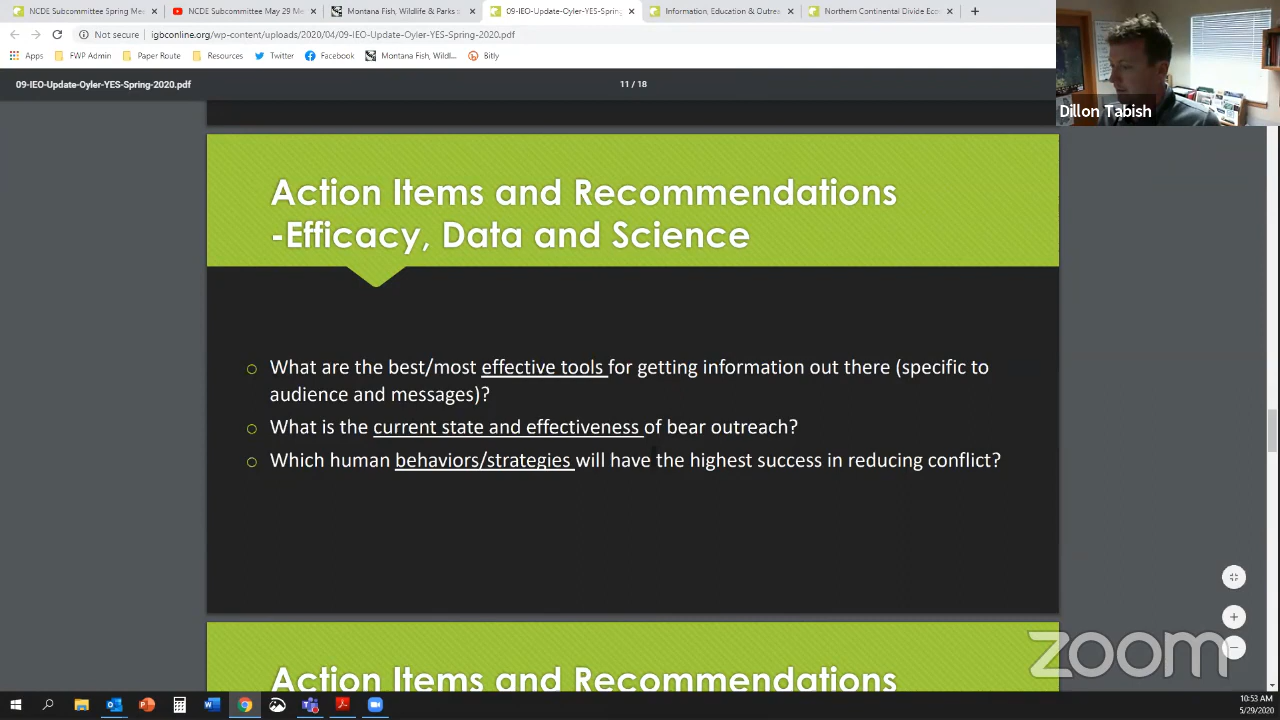 NCDE Subcommittee Spring Me
NCDE Subcommittee May 29 Me
Montana Fish, Wildlife & Parks
09-IEO-Update-Oyler-YES-Spring
Information, Education & Outre
Northern Continental Divide Eco
Not secure | igbconline.org/wp-content/uploads/2020/04/09-IEO-Update-Oyler-YES-Spring-2020.pdf
Apps FWP Admin Paper Route Resources Twitter Facebook Montana Fish, Wildl... Bitly
09-IEO-Update-Oyler-YES-Spring-2020.pdf
11 / 18
Dillon Tabish
Action Items and Recommendations
-Efficacy, Data and Science
What are the best/most effective tools for getting information out there (specific to
audience and messages)?
What is the current state and effectiveness of bear outreach?
Which human behaviors/strategies will have the highest success in reducing conflict?
Action Items and Recommendations
zoom
10:53 AM
5/29/2020